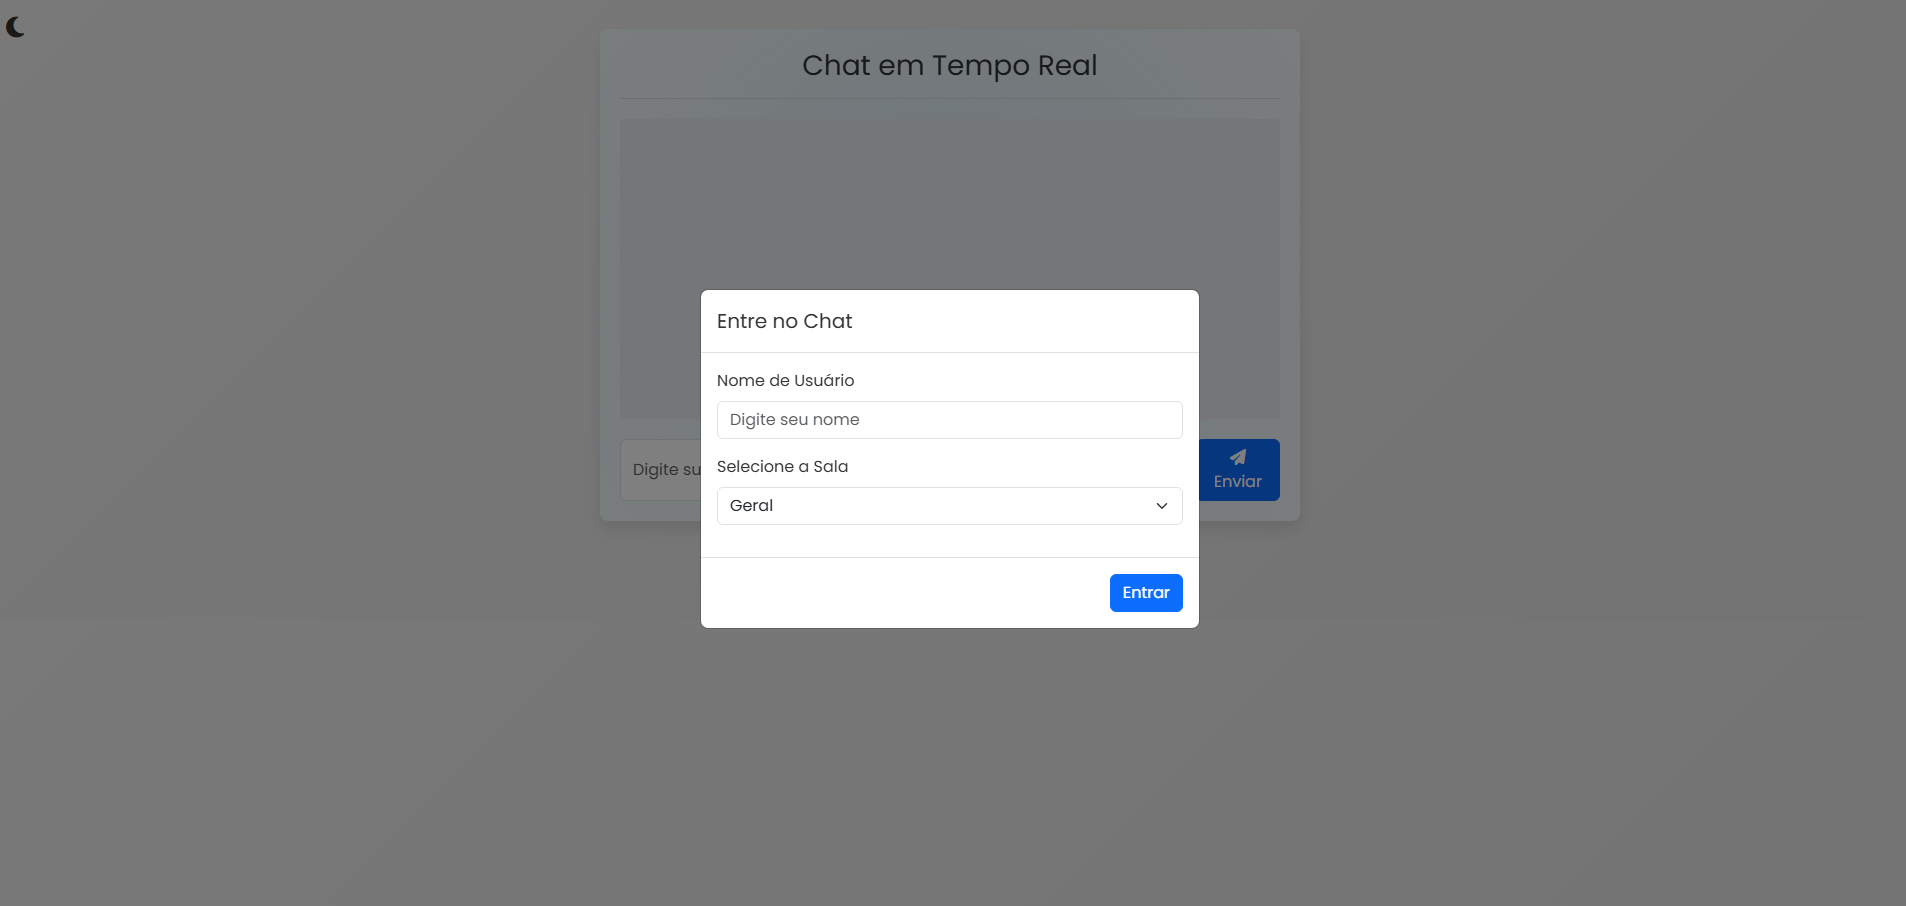 Chat em Tempo Real
Entre no Chat
Nome de Usuário
Digite seu nome
Selecione a Sala
Geral
Digite su
Enviar
Entrar